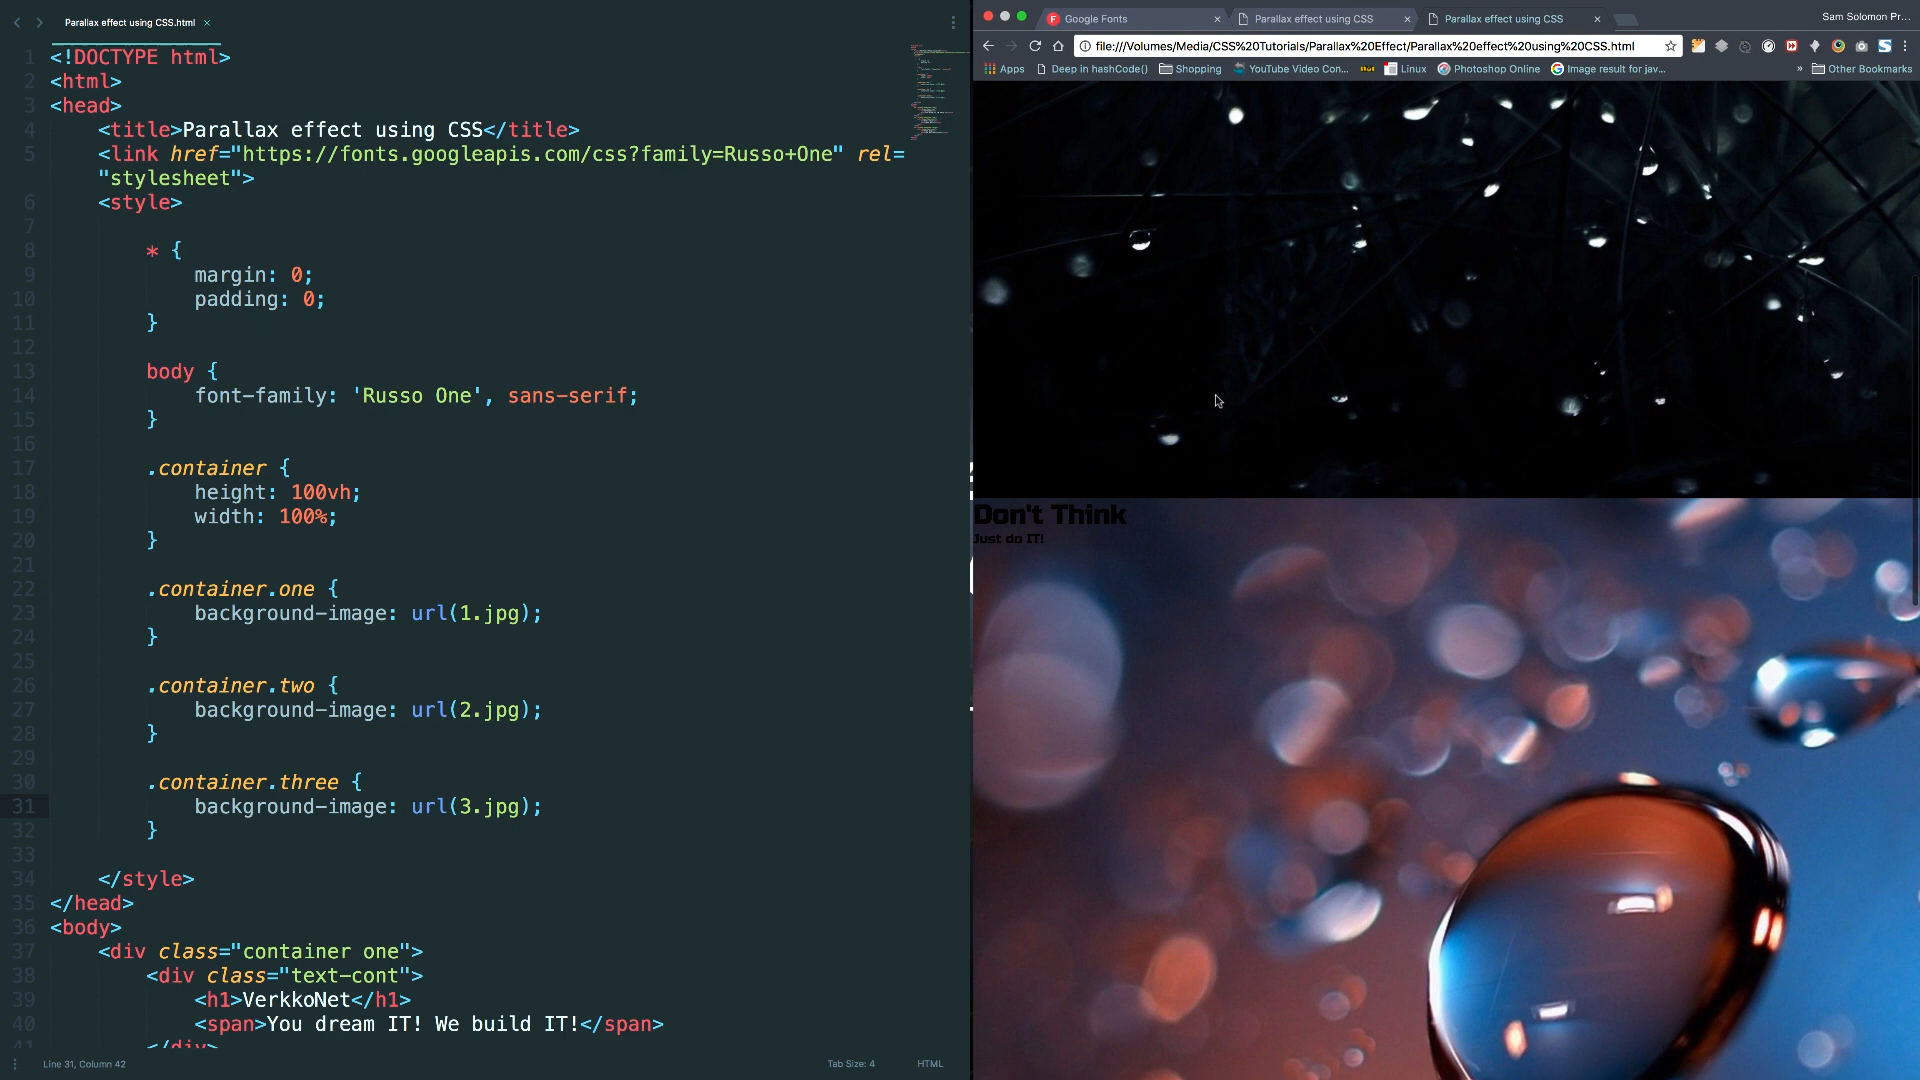 Parallax effect using CSS.html ×
1 <!DOCTYPE html>
2 <html>
3 <head>
4 <title>Parallax effect using CSS</title>
5 <link href="https://fonts.googleapis.com/css?family=Russo+One" rel=
"stylesheet">
6 <style>
7
8 * {
9 margin: 0;
10 padding: 0;
11 }
12
13 body {
14 font-family: 'Russo One', sans-serif;
15 }
16
17 .container {
18 height: 100vh;
19 width: 100%;
20 }
21
22 .container.one {
23 background-image: url(1.jpg);
24 }
25
26 .container.two {
27 background-image: url(2.jpg);
28 }
29
30 .container.three {
31 background-image: url(3.jpg);
32 }
33
34 </style>
35 </head>
36 <body>
37 <div class="container one">
38 <div class="text-cont">
39 <h1>VerkkoNet</h1>
40 <span>You dream IT! We build IT!</span>
41 </div>
Line 31, Column 42
Tab Size: 4
HTML
Google Fonts ×
Parallax effect using CSS ×
Parallax effect using CSS ×
Sam Solomon Pr...
file:///Volumes/Media/CSS%20Tutorials/Parallax%20Effect/Parallax%20effect%20using%20CSS.html
Apps
Deep in hashCode()
Shopping
YouTube Video Con...
Linux
Photoshop Online
Image result for jav...
»
Other Bookmarks
Don't Think
Just do IT!